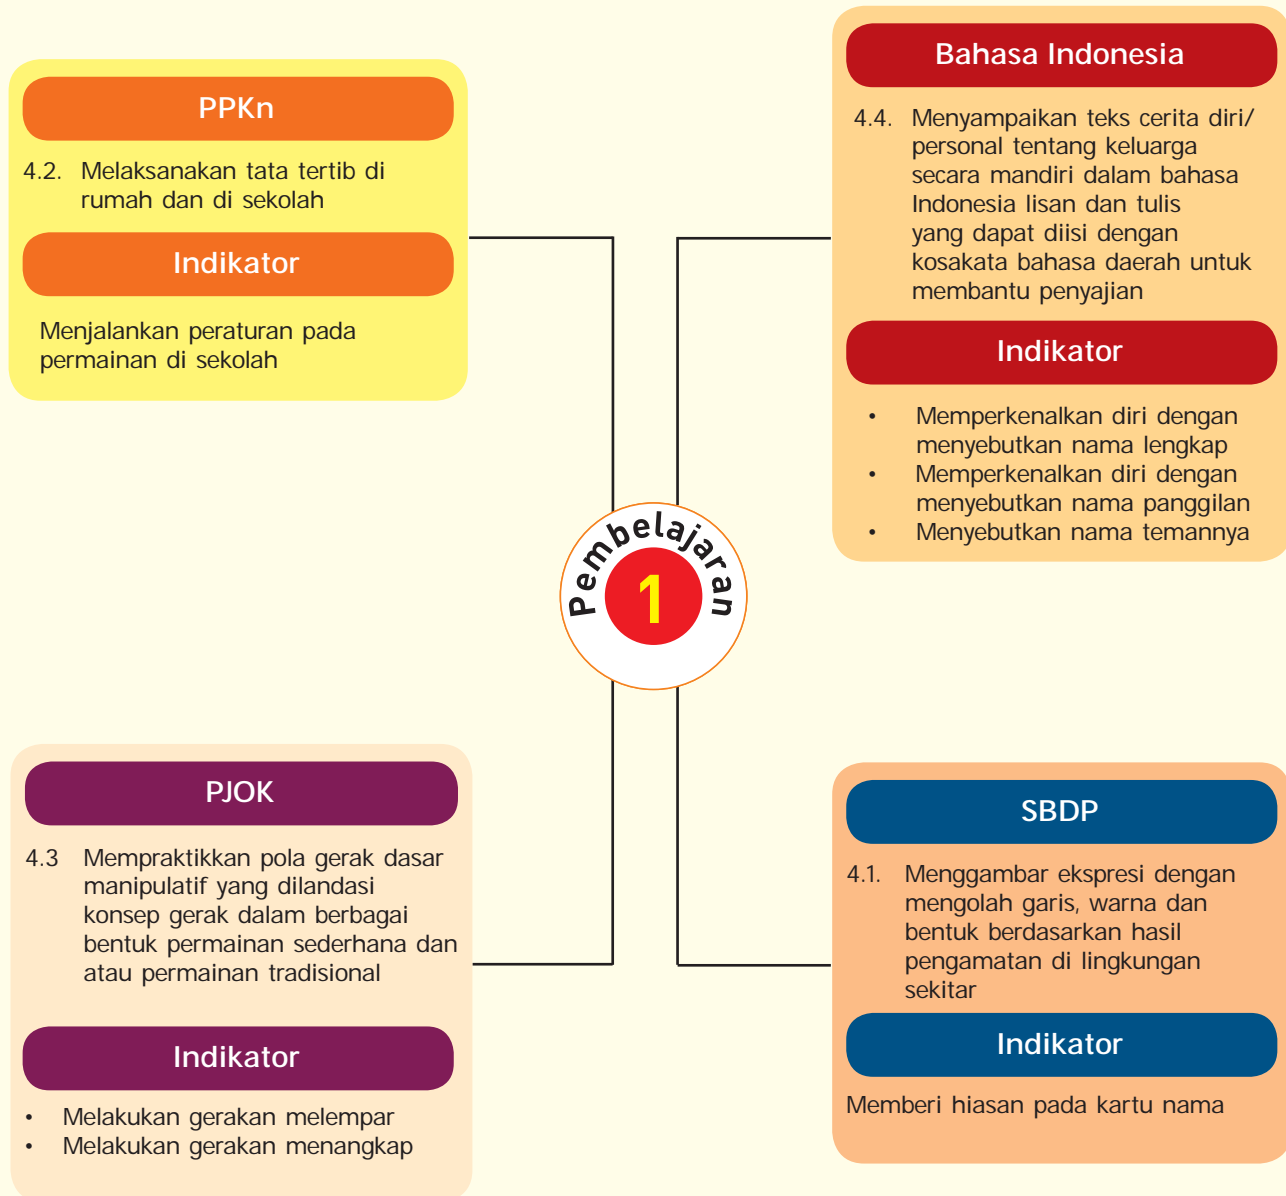 PPKn
4.2. Melaksanakan tata tertib di
rumah dan di sekolah
Indikator
Menjalankan peraturan pada
permainan di sekolah
Bahasa Indonesia
4.4. Menyampaikan teks cerita diri/
personal tentang keluarga
secara mandiri dalam bahasa
Indonesia lisan dan tulis
yang dapat diisi dengan
kosakata bahasa daerah untuk
membantu penyajian
Indikator
• Memperkenalkan diri dengan
menyebutkan nama lengkap
• Memperkenalkan diri dengan
menyebutkan nama panggilan
• Menyebutkan nama temannya
Pembelajaran
1
PJOK
4.3 Mempraktikkan pola gerak dasar
manipulatif yang dilandasi
konsep gerak dalam berbagai
bentuk permainan sederhana dan
atau permainan tradisional
Indikator
• Melakukan gerakan melempar
• Melakukan gerakan menangkap
SBDP
4.1. Menggambar ekspresi dengan
mengolah garis, warna dan
bentuk berdasarkan hasil
pengamatan di lingkungan
sekitar
Indikator
Memberi hiasan pada kartu nama